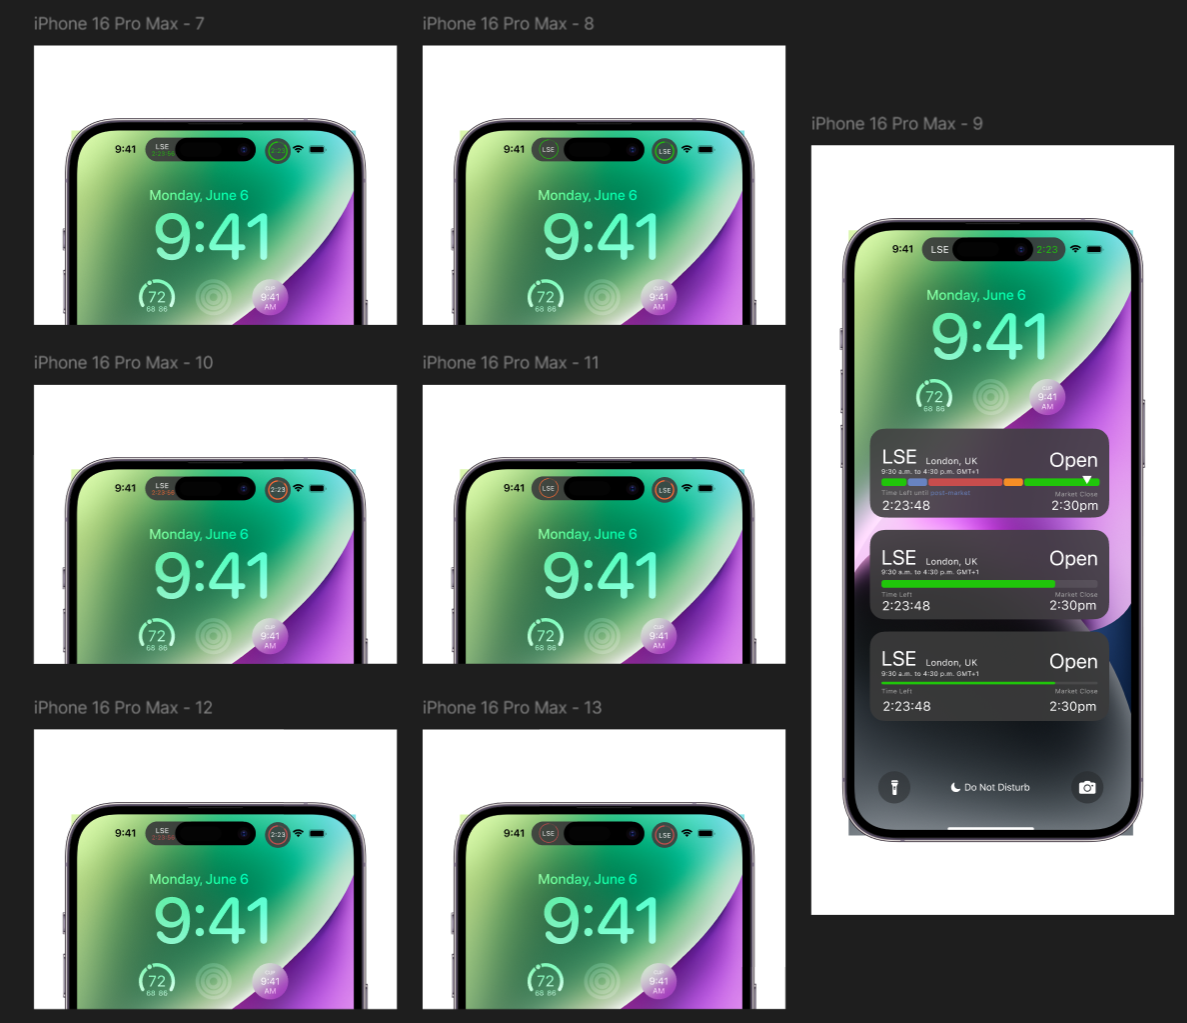 iPhone 16 Pro Max - 7
9:41
LSE
2:23:56
2:23
Monday, June 6
9:41
72
68 86
CUP
9:41
AM
iPhone 16 Pro Max - 8
9:41
LSE
LSE
Monday, June 6
9:41
72
68 86
CUP
9:41
AM
iPhone 16 Pro Max - 9
9:41
LSE
2:23
Monday, June 6
9:41
72
68 86
CUP
9:41
AM
LSE London, UK Open
9:30 a.m. to 4:30 p.m. GMT+1
Time Left until post-market Market Close
2:23:48 2:30pm
LSE London, UK Open
9:30 a.m. to 4:30 p.m. GMT+1
Time Left Market Close
2:23:48 2:30pm
LSE London, UK Open
9:30 a.m. to 4:30 p.m. GMT+1
Time Left Market Close
2:23:48 2:30pm
Do Not Disturb
iPhone 16 Pro Max - 10
9:41
LSE
2:23:56
2:23
Monday, June 6
9:41
72
68 86
CUP
9:41
AM
iPhone 16 Pro Max - 11
9:41
LSE
LSE
Monday, June 6
9:41
72
68 86
CUP
9:41
AM
iPhone 16 Pro Max - 12
9:41
LSE
2:23:56
2:23
Monday, June 6
9:41
72
68 86
CUP
9:41
AM
iPhone 16 Pro Max - 13
9:41
LSE
LSE
Monday, June 6
9:41
72
68 86
CUP
9:41
AM